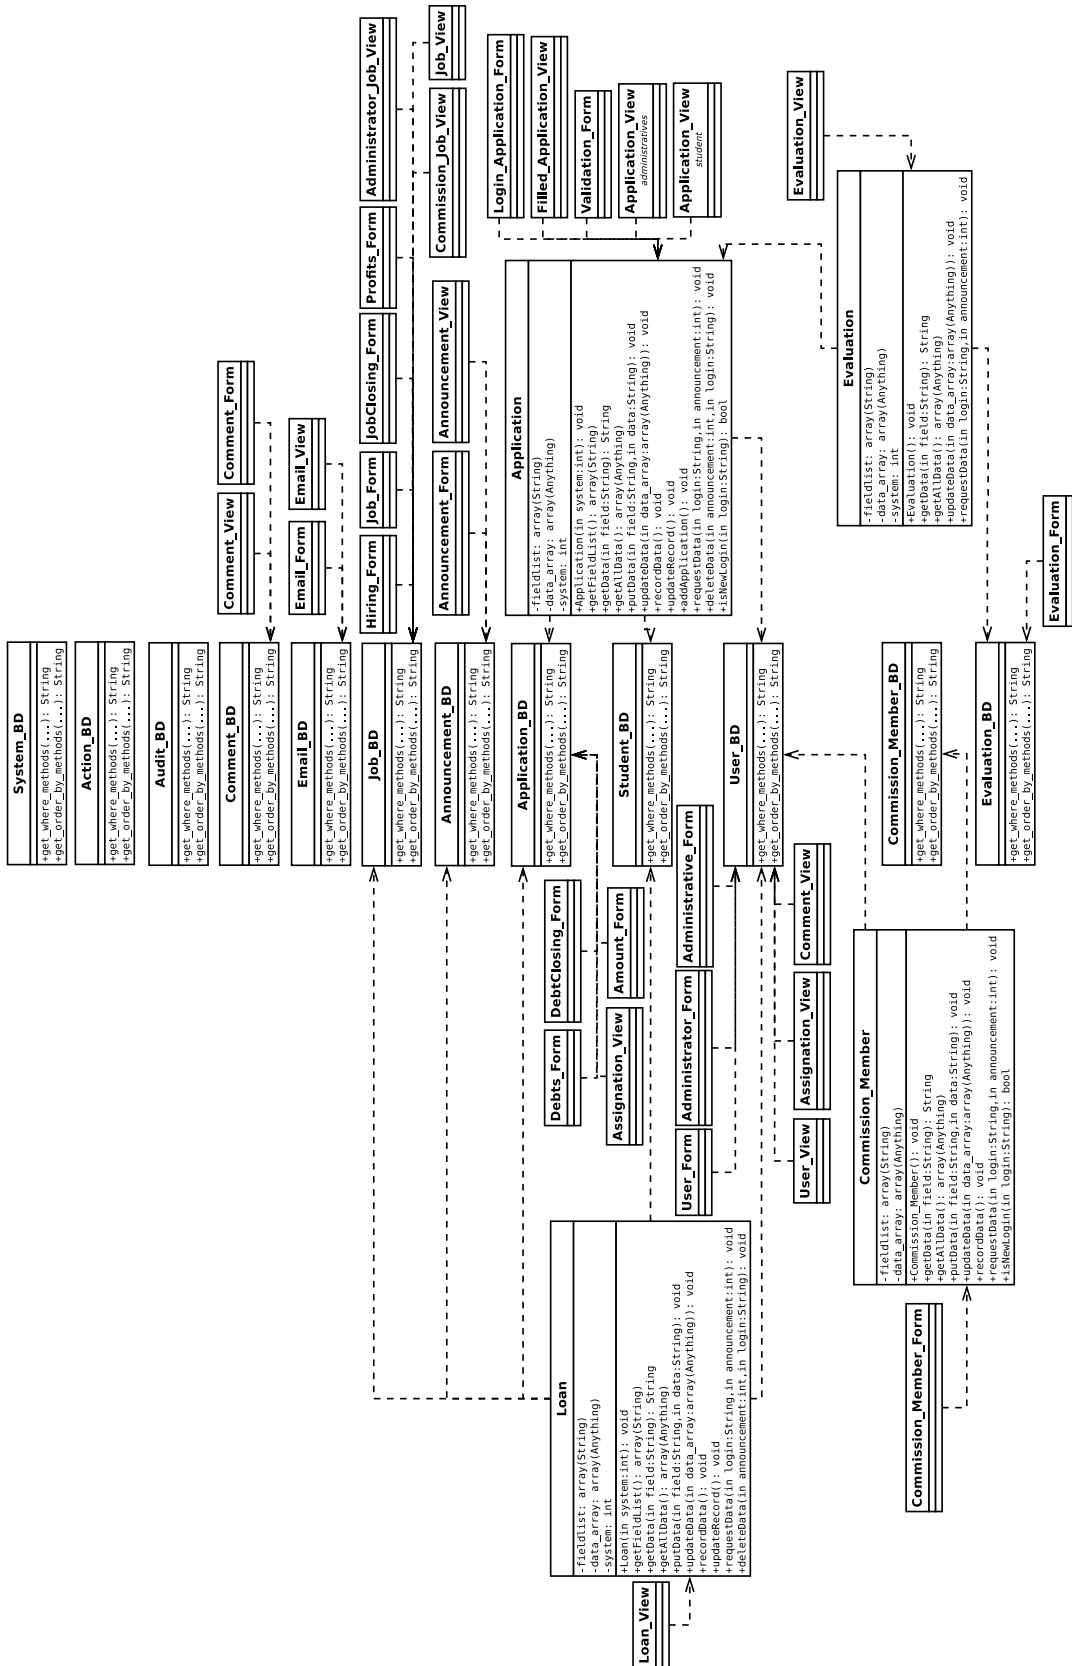 System_BD
+get_where_methods(...): String
+get_order_by_methods(...): String
Action_BD
+get_where_methods(...): String
+get_order_by_methods(...): String
Audit_BD
+get_where_methods(...): String
+get_order_by_methods(...): String
Comment_View
Comment_Form
Comment_BD
+get_where_methods(...): String
+get_order_by_methods(...): String
Email_Form
Email_View
Email_BD
+get_where_methods(...): String
+get_order_by_methods(...): String
Hiring_Form
Job_Form
JobClosing_Form
Profits_Form
Administrator_Job_View
Commission_Job_View
Job_View
Job_BD
+get_where_methods(...): String
+get_order_by_methods(...): String
Announcement_Form
Announcement_View
Announcement_BD
+get_where_methods(...): String
+get_order_by_methods(...): String
Login_Application_Form
Filled_Application_View
Validation_Form
Application_View
administratives
Application_View
student
Application
-fieldlist: array(String)
-data_array: array(Anything)
-system: int
+Application(in system:int): void
+getFieldList(): array(String)
+getData(in field:String): String
+getAllData(): array(Anything)
+putData(in field:String,in data:String): void
+updateData(in data_array:array(Anything)): void
+recordData(): void
+updateRecord(): void
+addApplication(): void
+requestData(in login:String,in announcement:int): void
+deleteData(in announcement:int,in login:String): void
+isNewLogin(in login:String): bool
Application_BD
+get_where_methods(...): String
+get_order_by_methods(...): String
Debts_Form
DebtClosing_Form
Assignation_View
Amount_Form
Student_BD
+get_where_methods(...): String
+get_order_by_methods(...): String
User_Form
Administrator_Form
Administrative_Form
User_BD
+get_where_methods(...): String
+get_order_by_methods(...): String
User_View
Assignation_View
Comment_View
Loan
-fieldlist: array(String)
-data_array: array(Anything)
-system: int
+Loan(in system:int): void
+getFieldList(): array(String)
+getData(in field:String): String
+getAllData(): array(Anything)
+putData(in field:String,in data:String): void
+updateData(in data_array:array(Anything)): void
+recordData(): void
+updateRecord(): void
+requestData(in login:String,in announcement:int): void
+deleteData(in announcement:int,in login:String): void
Loan_View
Evaluation_View
Evaluation
-fieldlist: array(String)
-data_array: array(Anything)
-system: int
+Evaluation(): void
+getData(in field:String): String
+getAllData(): array(Anything)
+updateData(in data_array:array(Anything)): void
+requestData(in login:String,in announcement:int): void
Commission_Member_BD
+get_where_methods(...): String
+get_order_by_methods(...): String
Commission_Member
-fieldlist: array(String)
-data_array: array(Anything)
+Commission_Member(): void
+getData(in field:String): String
+getAllData(): array(Anything)
+putData(in field:String,in data:String): void
+updateData(in data_array:array(Anything)): void
+recordData(): void
+requestData(in login:String,in announcement:int): void
+isNewLogin(in login:String): bool
Commission_Member_Form
Evaluation_BD
+get_where_methods(...): String
+get_order_by_methods(...): String
Evaluation_Form